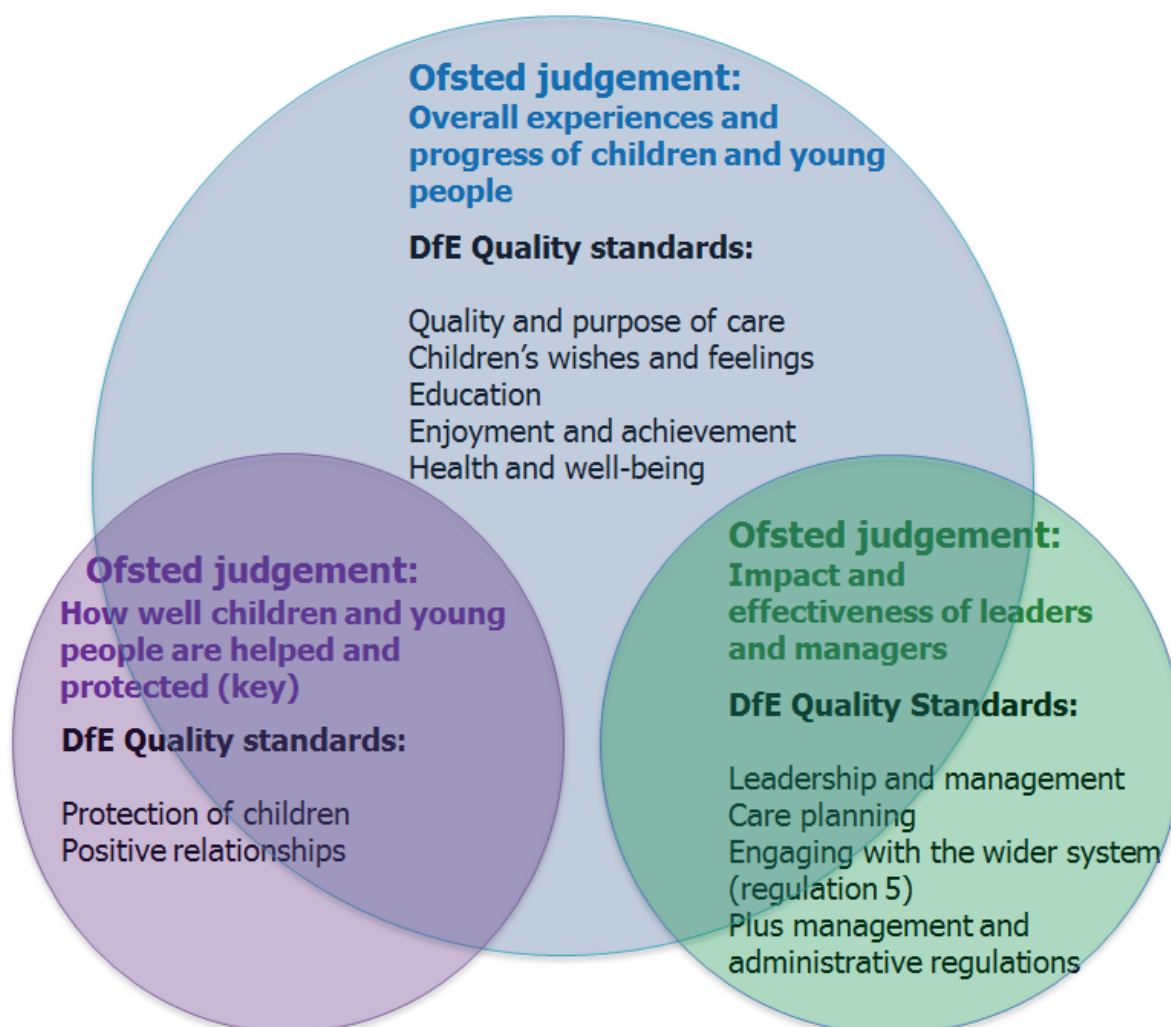 Ofsted judgement:
Overall experiences and
progress of children and young
people
DfE Quality standards:
Quality and purpose of care
Children’s wishes and feelings
Education
Enjoyment and achievement
Health and well-being
Ofsted judgement:
How well children and young
people are helped and
protected (key)
DfE Quality standards:
Protection of children
Positive relationships
Ofsted judgement:
Impact and
effectiveness of leaders
and managers
DfE Quality Standards:
Leadership and management
Care planning
Engaging with the wider system
(regulation 5)
Plus management and
administrative regulations